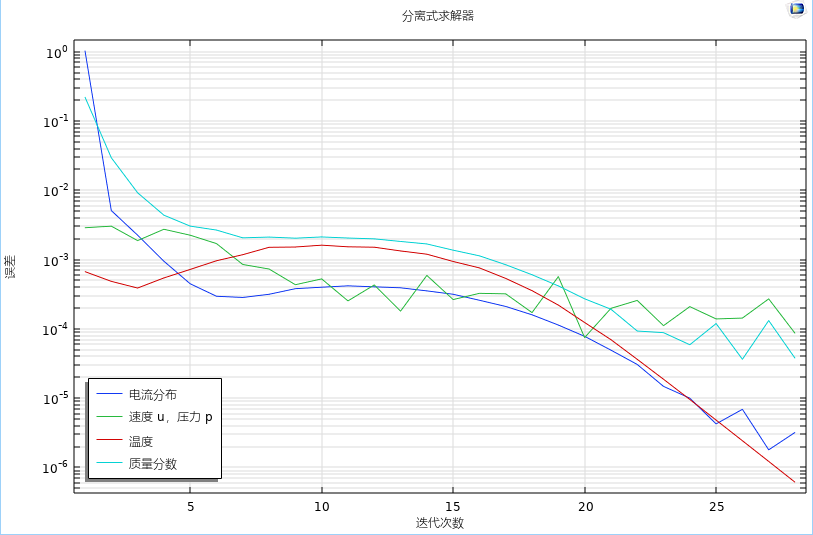 分离式求解器
10⁰
10⁻¹
10⁻²
10⁻³
10⁻⁴
10⁻⁵
10⁻⁶
误差
电流分布
速度 u，压力 p
温度
质量分数
5 10 15 20 25
迭代次数